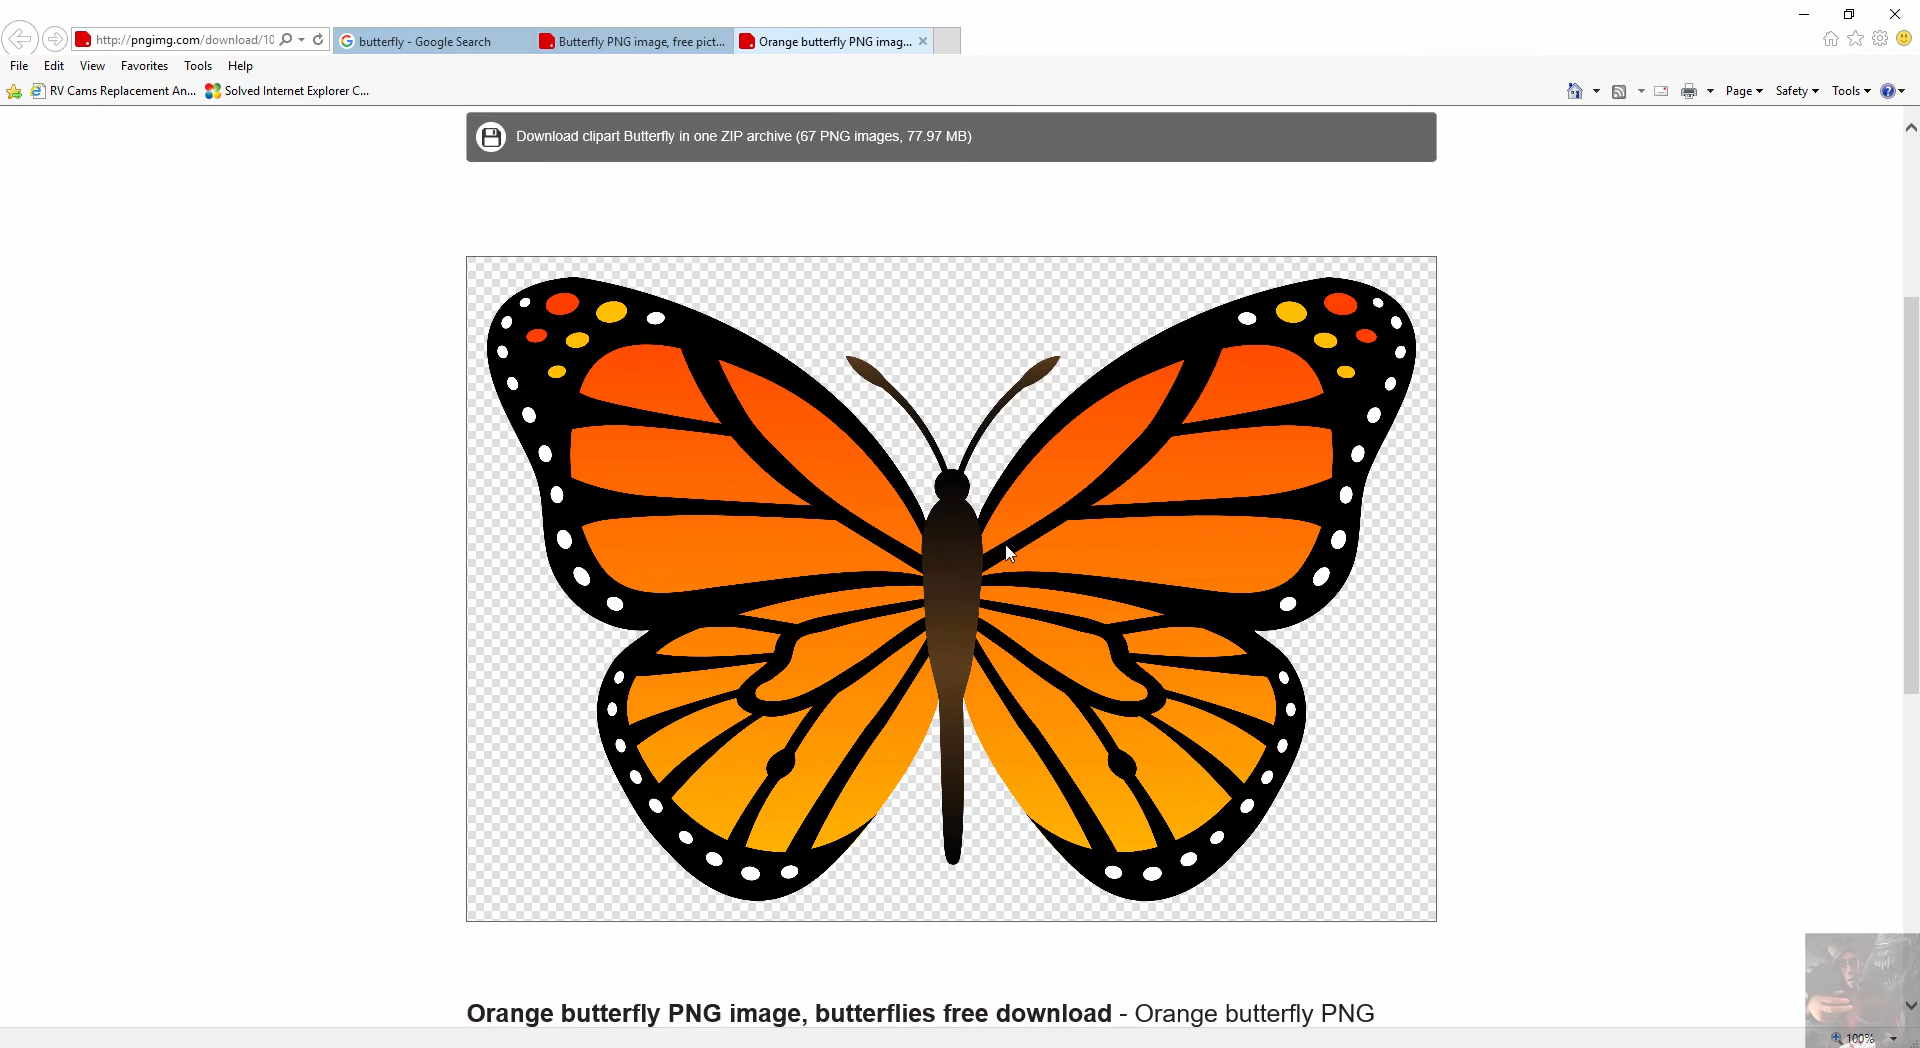 http://pngimg.com/download/10
butterfly - Google Search
Butterfly PNG image, free pict...
Orange butterfly PNG imag...
File Edit View Favorites Tools Help
RV Cams Replacement An...
Solved Internet Explorer C...
Page Safety Tools
Download clipart Butterfly in one ZIP archive (67 PNG images, 77.97 MB)
Orange butterfly PNG image, butterflies free download - Orange butterfly PNG
100%